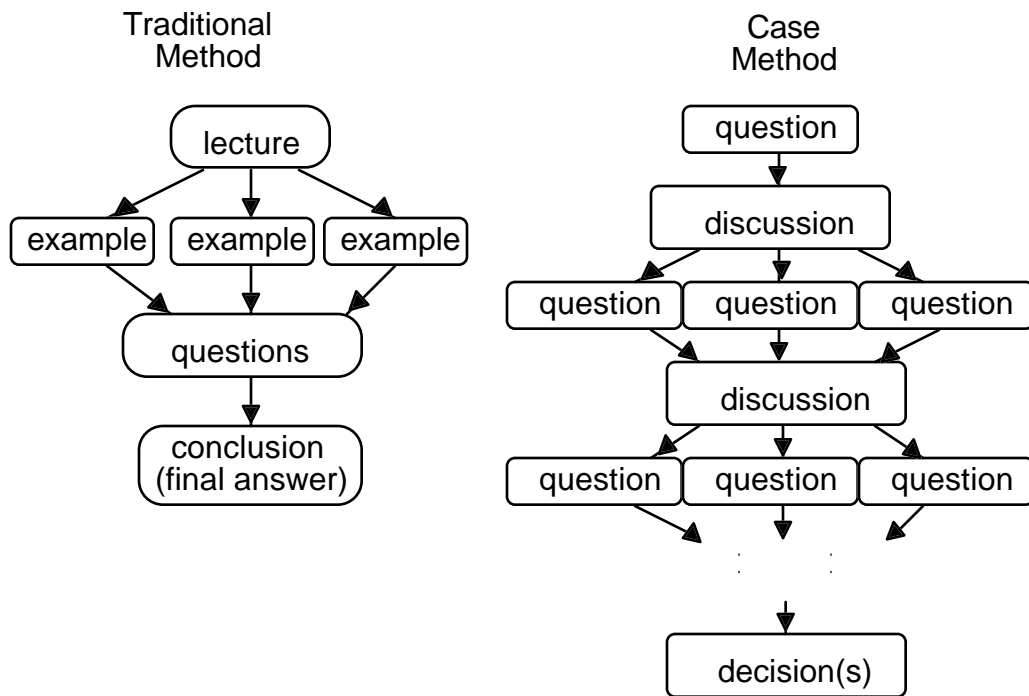 Traditional
Method
lecture
example example example
questions
conclusion
(final answer)
Case
Method
question
discussion
question question question
discussion
question question question
decision(s)